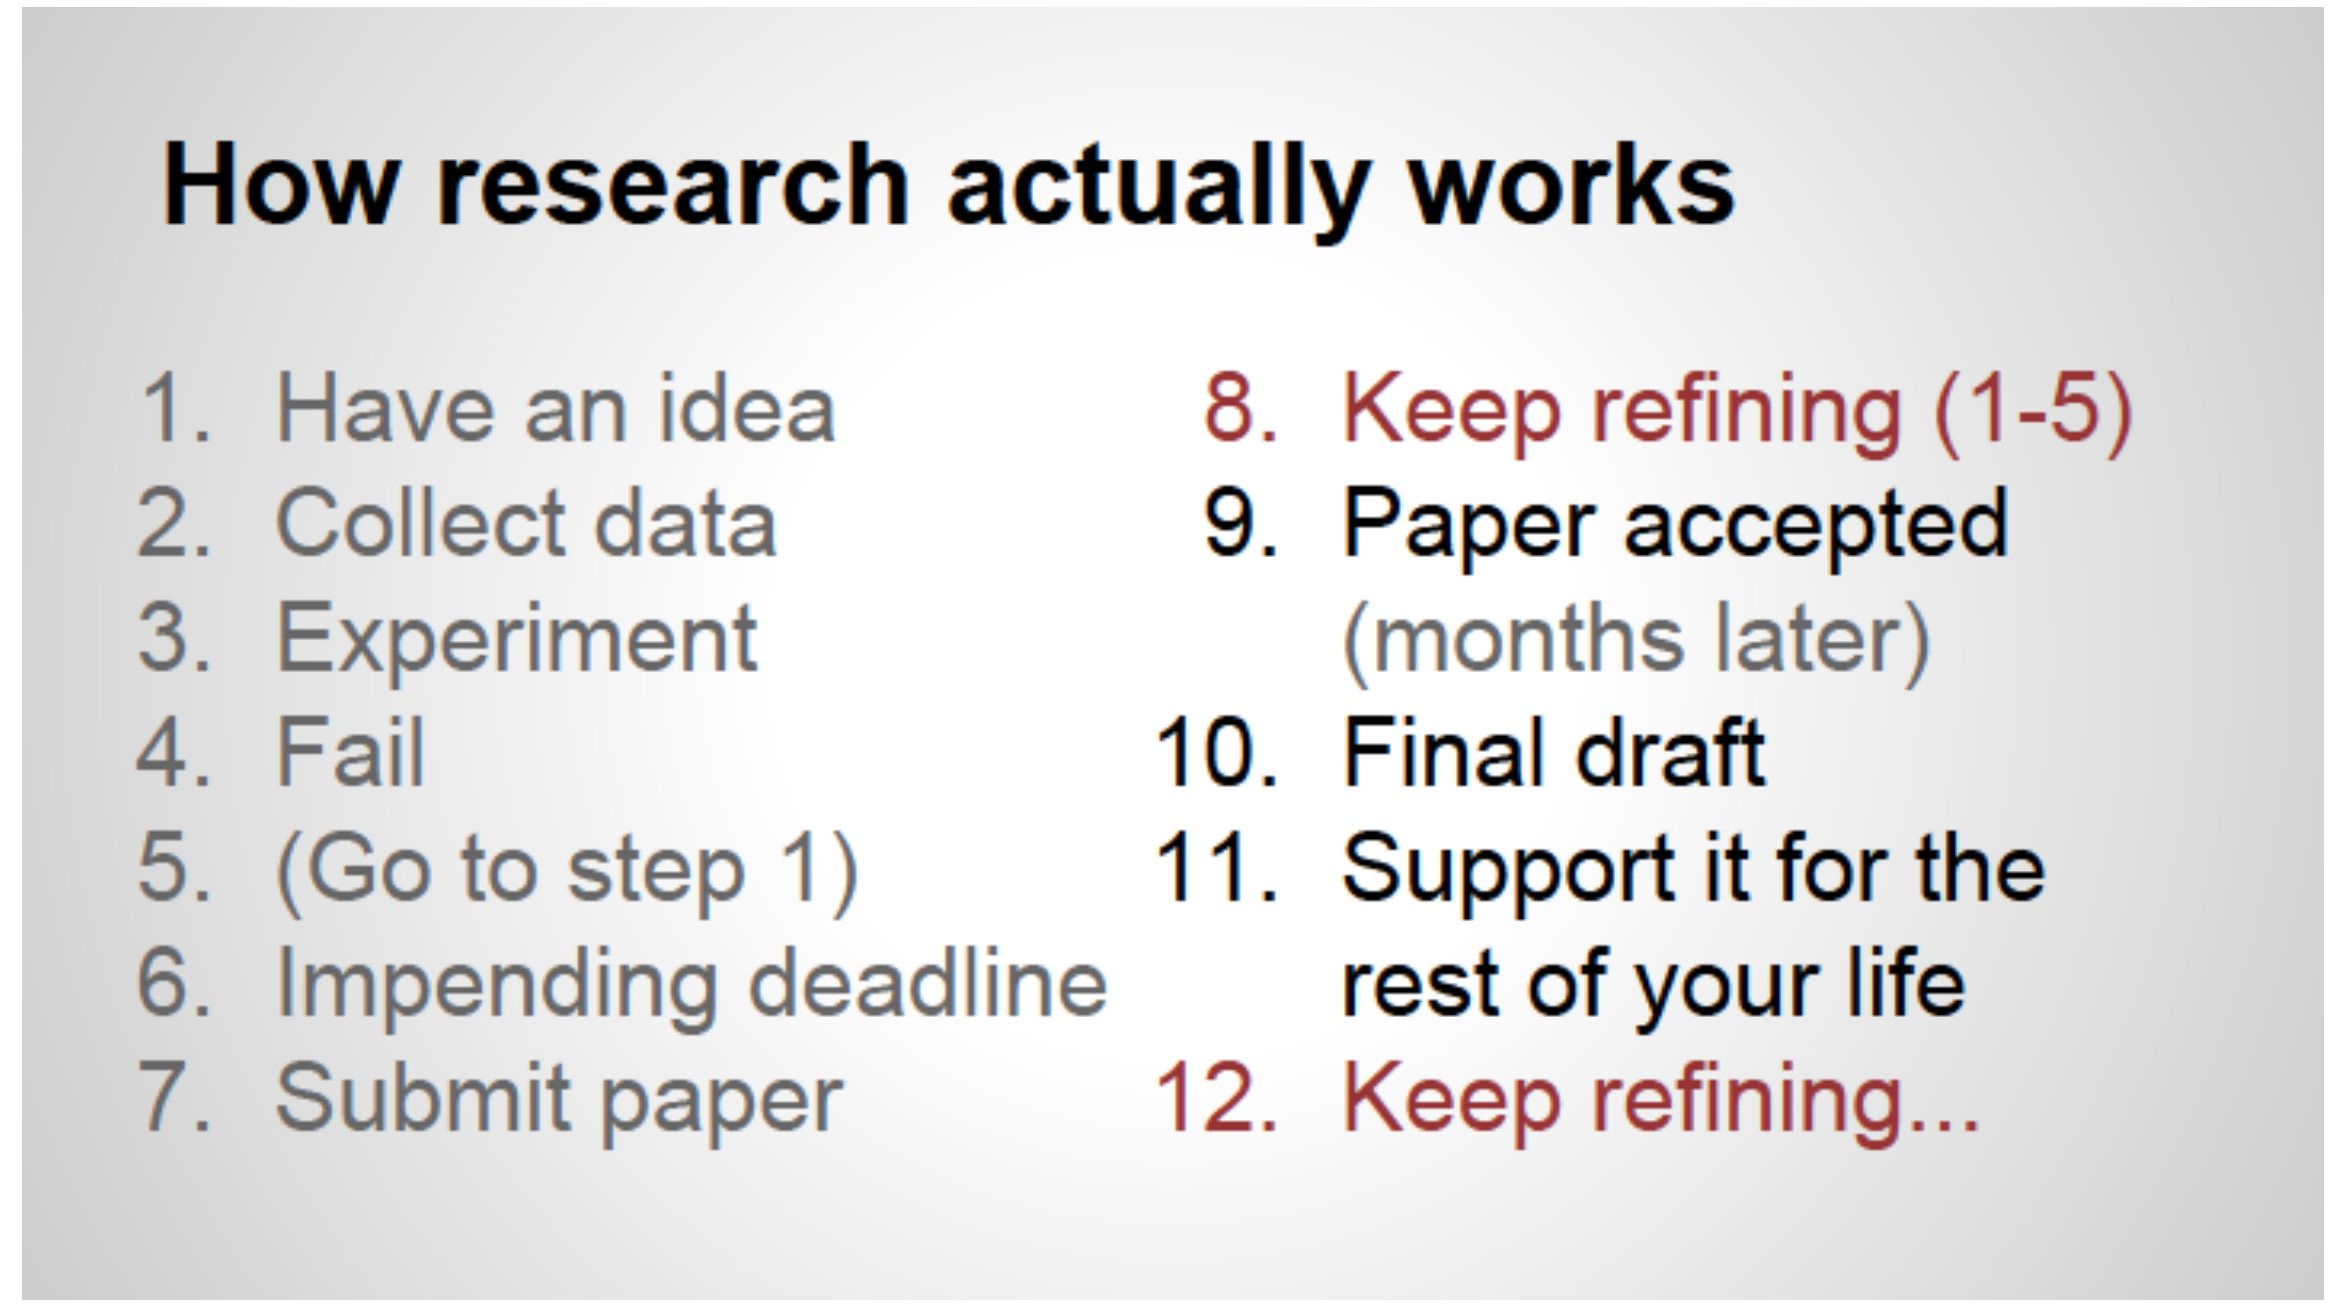 How research actually works
1. Have an idea
2. Collect data
3. Experiment
4. Fail
5. (Go to step 1)
6. Impending deadline
7. Submit paper
8. Keep refining (1-5)
9. Paper accepted
(months later)
10. Final draft
11. Support it for the
rest of your life
12. Keep refining...